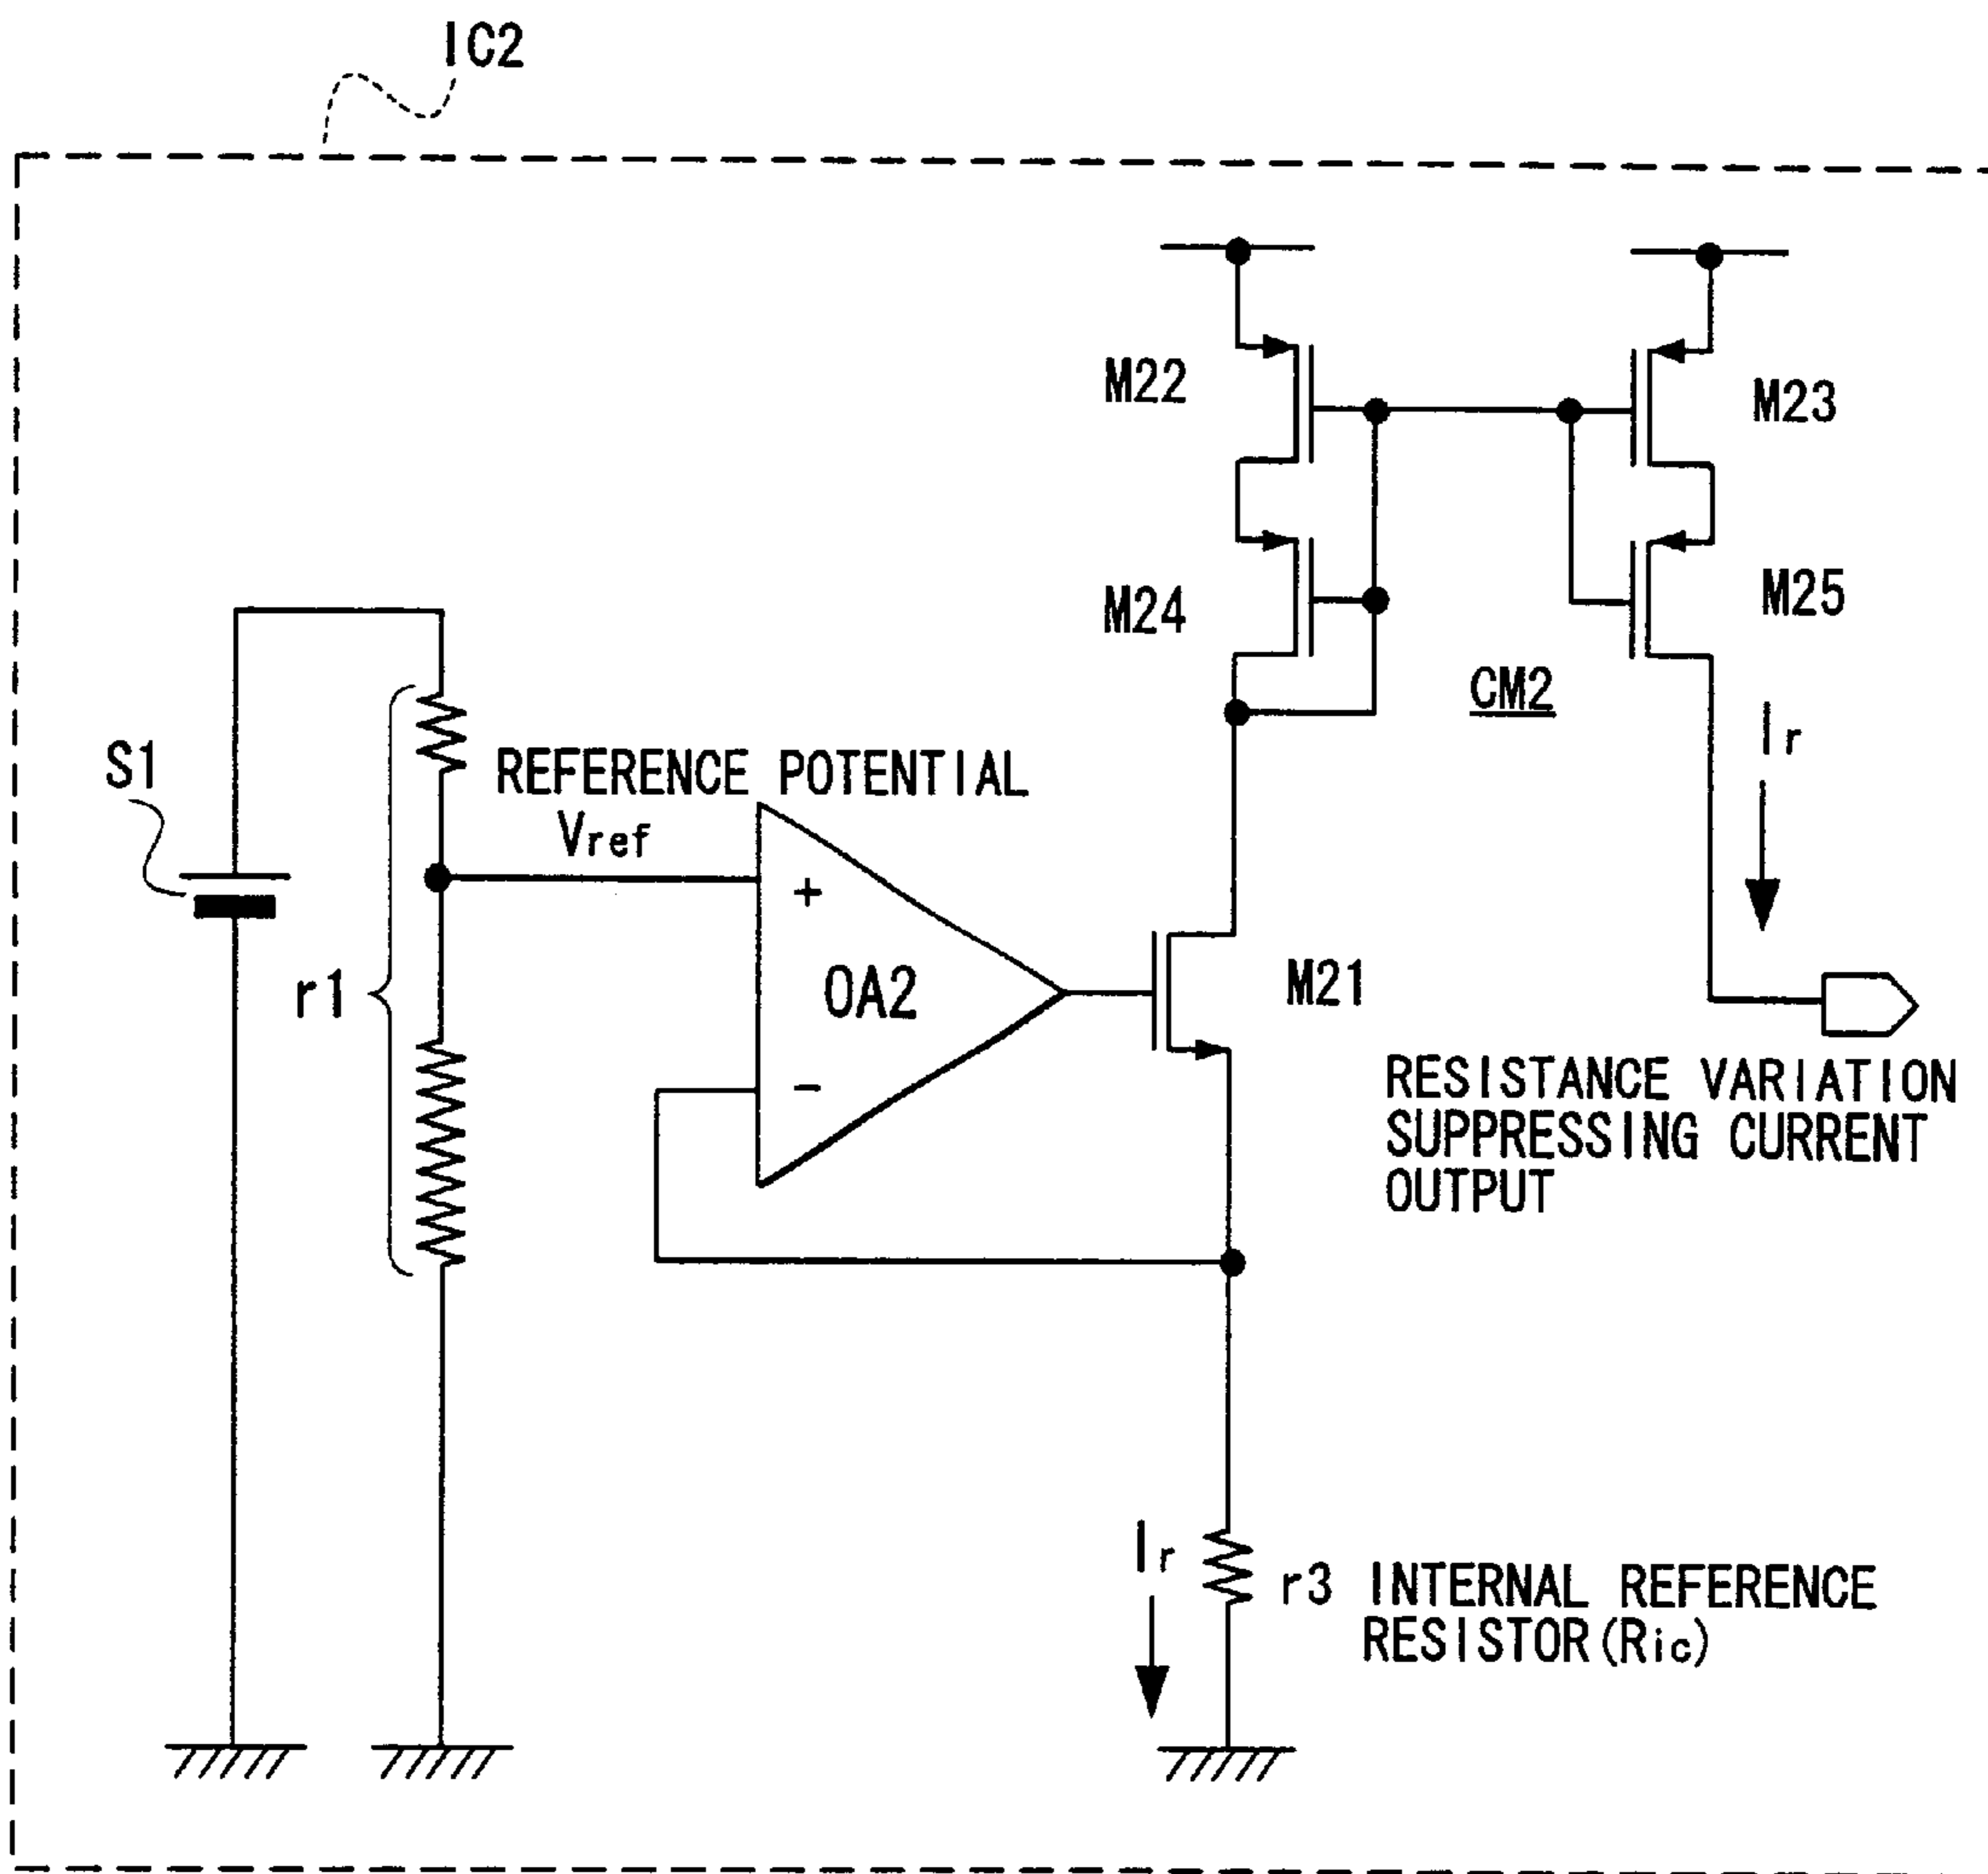 IC2
M22
M23
M24
M25
CM2
Ir
S1
REFERENCE POTENTIAL
Vref
+
OA2
-
r1
M21
RESISTANCE VARIATION
SUPPRESSING CURRENT
OUTPUT
Ir
r3 INTERNAL REFERENCE
RESISTOR(Ric)